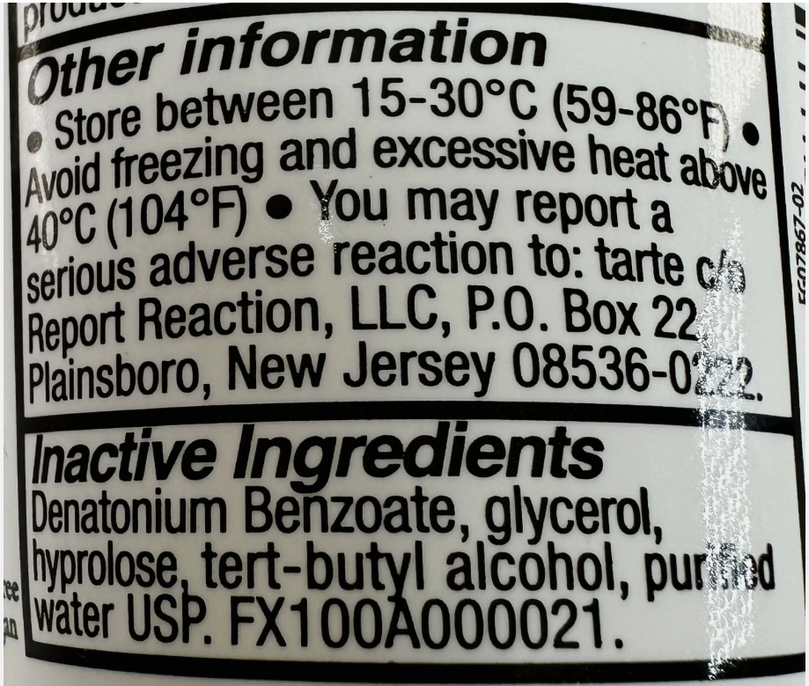 Other information
• Store between 15-30°C (59-86°F) •
Avoid freezing and excessive heat above
40°C (104°F) • You may report a
serious adverse reaction to: tarte c/o
Report Reaction, LLC, P.O. Box 22,
Plainsboro, New Jersey 08536-0222.
Inactive Ingredients
Denatonium Benzoate, glycerol,
hyprolose, tert-butyl alcohol, purified
water USP. FX100A000021.